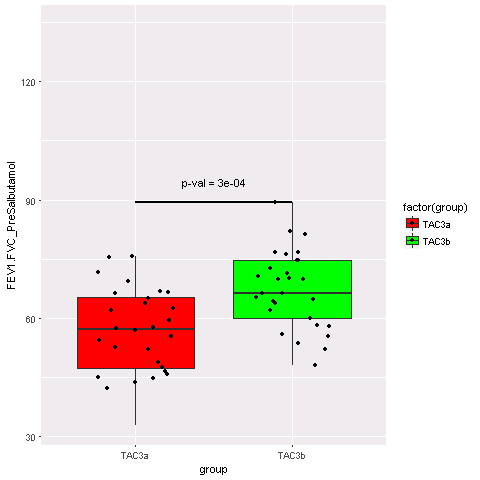 120
90
60
30
FEV1.FVC_PreSalbutamol
p-val = 3e-04
TAC3a
TAC3b
group
factor(group)
TAC3a
TAC3b